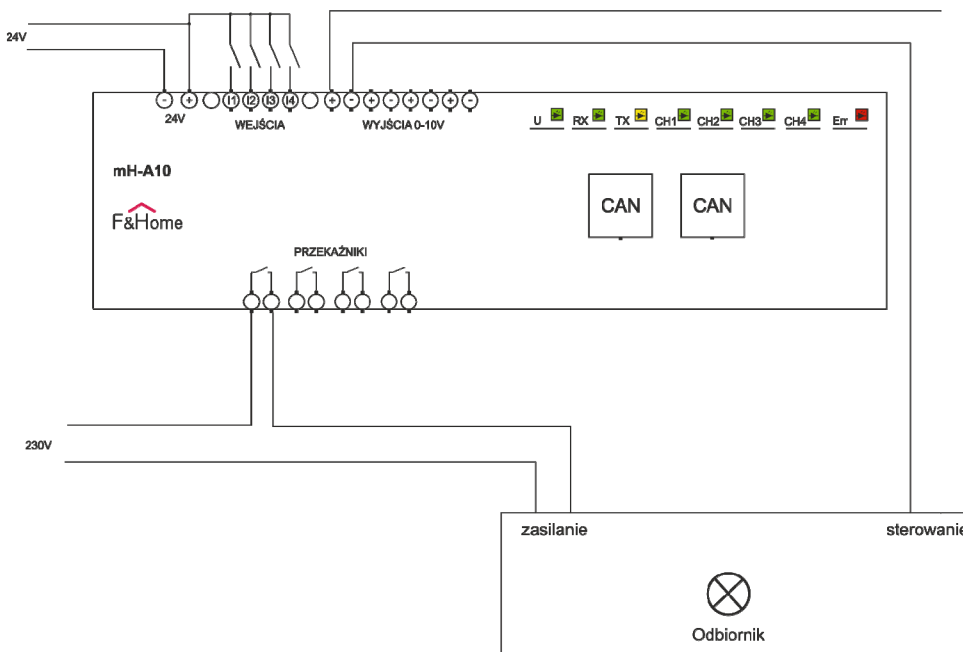 24V
- + I1 I2 I3 I4 + - + - + - + -
24V WEJŚCIA WYJŚCIA 0-10V
U RX TX CH1 CH2 CH3 CH4 Err
mH-A10
F&Home
CAN CAN
PRZEKAŹNIKI
230V
zasilanie sterowanie
Odbiornik